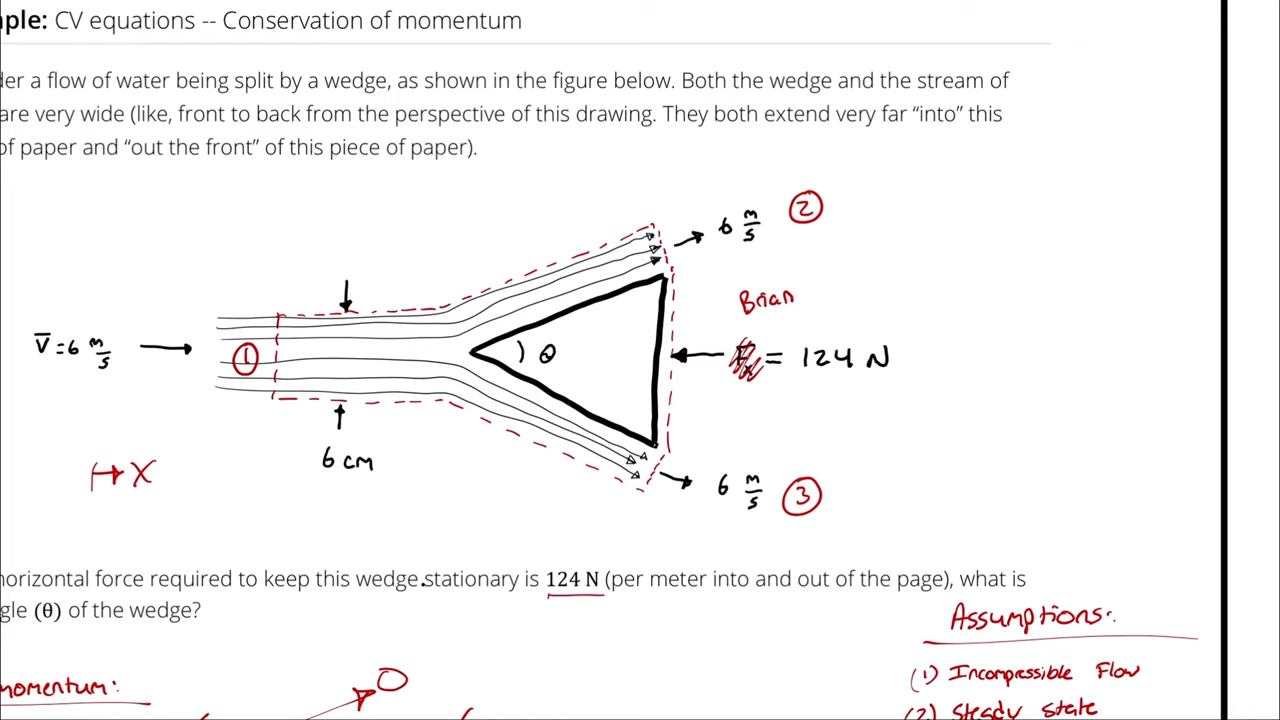 ple: CV equations -- Conservation of momentum
er a flow of water being split by a wedge, as shown in the figure below. Both the wedge and the stream of
are very wide (like, front to back from the perspective of this drawing. They both extend very far “into” this
of paper and “out the front” of this piece of paper).
6 m/s 2
Brian
V̅ = 6 m/s
1
θ
= 124 N
6 cm
X
6 m/s 3
horizontal force required to keep this wedge stationary is 124 N (per meter into and out of the page), what is
gle (θ) of the wedge?
Assumptions:
momentum:
O
(1) Incompressible Flow
(2) Steady state